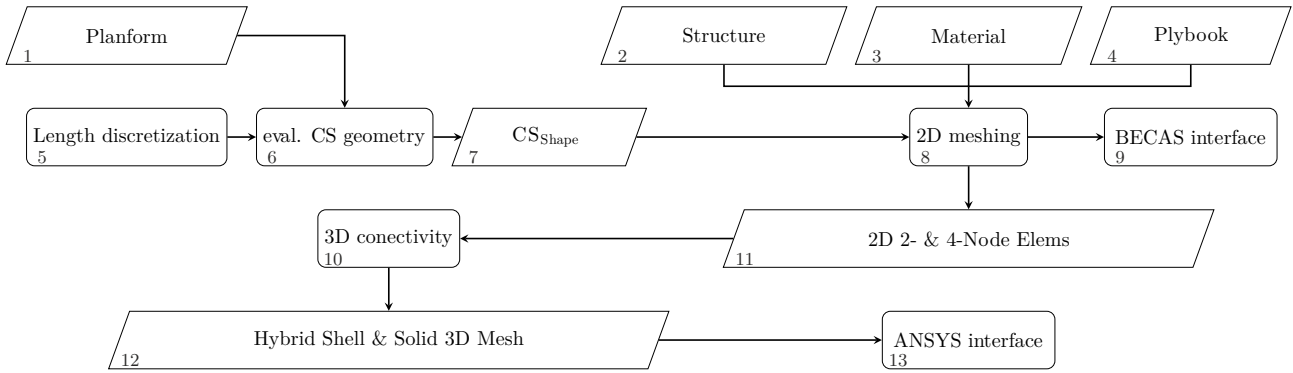 Planform
1
Structure
2
Material
3
Plybook
4
Length discretization
5
eval. CS geometry
6
CSShape
7
2D meshing
8
BECAS interface
9
3D conectivity
10
2D 2- & 4-Node Elems
11
Hybrid Shell & Solid 3D Mesh
12
ANSYS interface
13